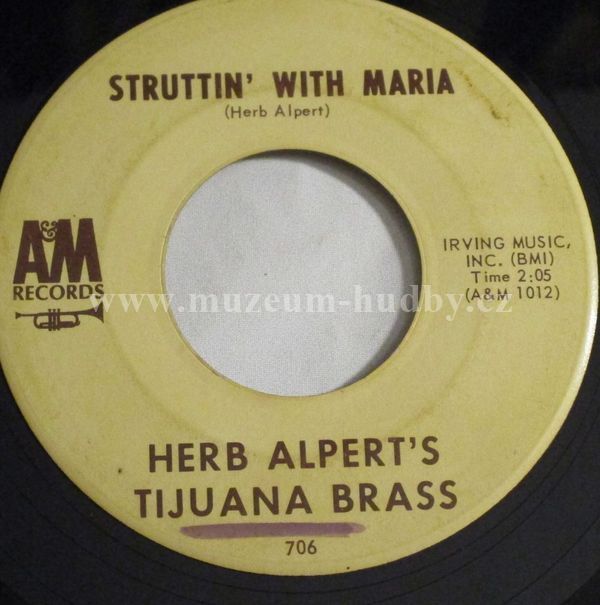 STRUTTIN' WITH MARIA
(Herb Alpert)
A&M
RECORDS
IRVING MUSIC,
INC. (BMI)
Time 2:05
(A&M 1012)
www.muzeum-hudby.cz
HERB ALPERT'S
TIJUANA BRASS
706